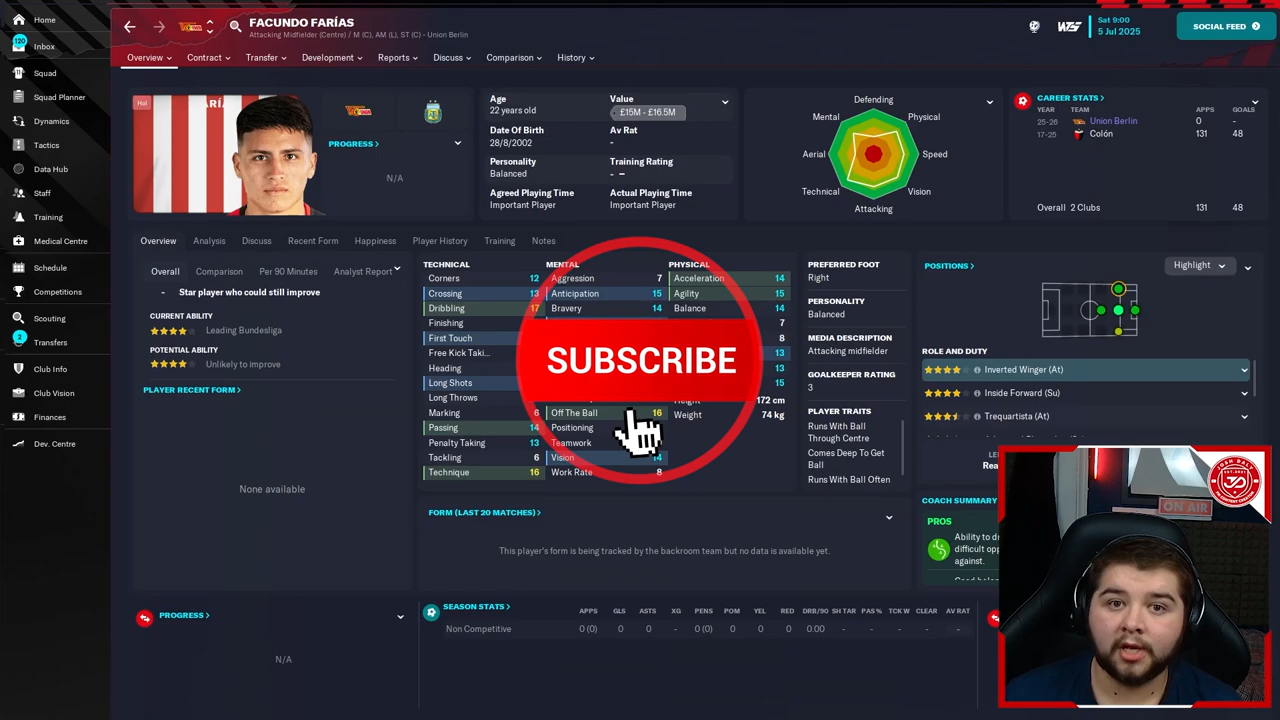 Home
120
Inbox
Squad
Squad Planner
Dynamics
Tactics
Data Hub
Staff
Training
Medical Centre
Schedule
Competitions
Scouting
2
Transfers
Club Info
Club Vision
Finances
Dev. Centre
FACUNDO FARÍAS
Attacking Midfielder (Centre) / M (C), AM (L), ST (C) - Union Berlin
Sat 9:00
5 Jul 2025
SOCIAL FEED
Overview
Contract
Transfer
Development
Reports
Discuss
Comparison
History
Hol
PROGRESS >
N/A
Age
22 years old
Value
£15M - £16.5M
Date Of Birth
28/8/2002
Av Rat
-
Personality
Balanced
Training Rating
- –
Agreed Playing Time
Important Player
Actual Playing Time
Important Player
Defending
Mental
Physical
Aerial
Speed
Technical
Vision
Attacking
CAREER STATS >
YEAR TEAM APPS GOALS
25-26 Union Berlin 0 -
17-25 Colón 131 48
Overall 2 Clubs 131 48
Overview
Analysis
Discuss
Recent Form
Happiness
Player History
Training
Notes
Overall
Comparison
Per 90 Minutes
Analyst Report
- Star player who could still improve
CURRENT ABILITY
Leading Bundesliga
POTENTIAL ABILITY
Unlikely to improve
PLAYER RECENT FORM >
None available
TECHNICAL
Corners 12
Crossing 13
Dribbling 17
Finishing
First Touch
Free Kick Taki...
Heading
Long Shots
Long Throws
Marking 6
Passing 14
Penalty Taking 13
Tackling 6
Technique 16
MENTAL
Aggression 7
Anticipation 15
Bravery 14
Off The Ball 16
Positioning
Teamwork
Vision 14
Work Rate 8
PHYSICAL
Acceleration 14
Agility 15
Balance 14
7
8
13
13
15
Height 172 cm
Weight 74 kg
SUBSCRIBE
PREFERRED FOOT
Right
PERSONALITY
Balanced
MEDIA DESCRIPTION
Attacking midfielder
GOALKEEPER RATING
3
PLAYER TRAITS
Runs With Ball
Through Centre
Comes Deep To Get
Ball
Runs With Ball Often
POSITIONS >
Highlight
ROLE AND DUTY
Inverted Winger (At)
Inside Forward (Su)
Trequartista (At)
COACH SUMMARY
PROS
Ability to
difficult opp
against.
FORM (LAST 20 MATCHES) >
This player's form is being tracked by the backroom team but no data is available yet.
PROGRESS >
N/A
SEASON STATS >
APPS GLS ASTS XG PENS POM YEL RED DRB/90 SH TAR PAS % TCK W CLEAR AV RAT
Non Competitive 0 (0) 0 0 - 0 (0) 0 0 0 0.00 - - - - -
JOSH DALY
JD
FM CONTENT CREATOR
ON AIR